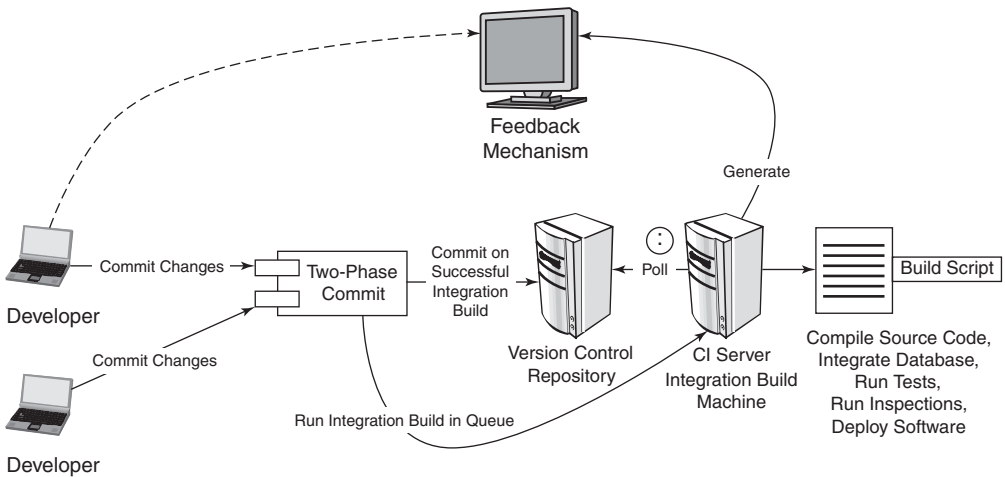 Feedback
Mechanism
Generate
Commit Changes
Two-Phase
Commit
Commit on
Successful
Integration
Build
Poll
Build Script
Developer
Commit Changes
Version Control
Repository
CI Server
Integration Build
Machine
Compile Source Code,
Integrate Database,
Run Tests,
Run Inspections,
Deploy Software
Run Integration Build in Queue
Developer